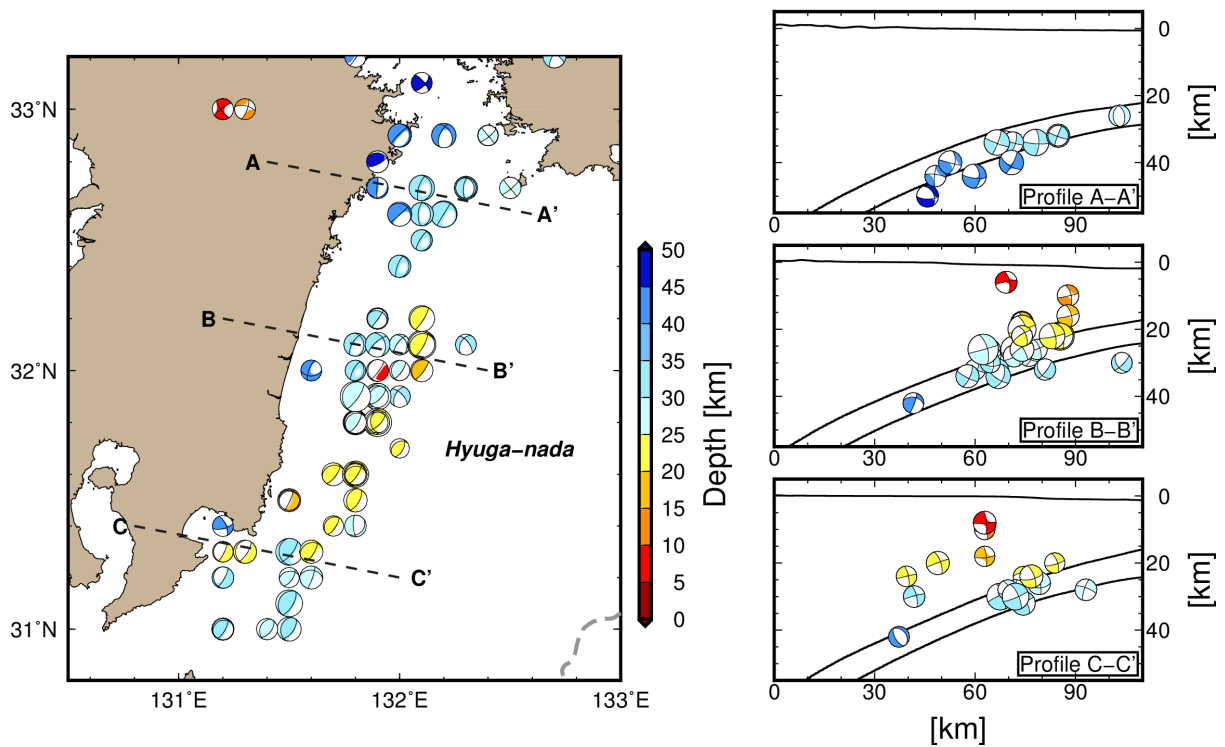 33°N
32°N
31°N
131°E
132°E
133°E
A
A'
B
B'
C
C'
Hyuga−nada
50
45
40
35
30
25
20
15
10
5
0
Depth [km]
0
20
40
[km]
Profile A−A'
0 30 60 90
0
20
40
[km]
Profile B−B'
0 30 60 90
0
20
40
[km]
Profile C−C'
0 30 60 90
[km]